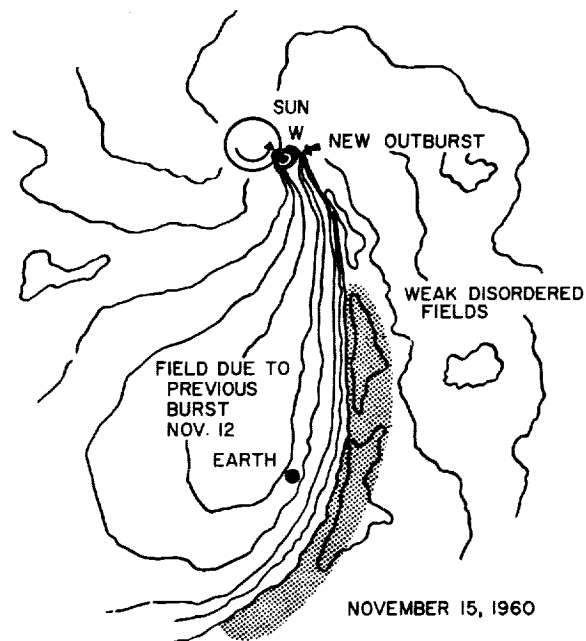 SUN
W
NEW OUTBURST
WEAK DISORDERED
FIELDS
FIELD DUE TO
PREVIOUS
BURST
NOV. 12
EARTH
NOVEMBER 15, 1960